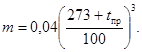 m = 0,04((273 + t_пр)/100)^3.